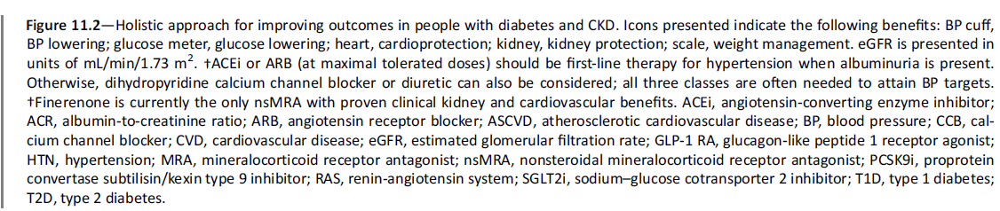 Figure 11.2—Holistic approach for improving outcomes in people with diabetes and CKD. Icons presented indicate the following benefits: BP cuff,
BP lowering; glucose meter, glucose lowering; heart, cardioprotection; kidney, kidney protection; scale, weight management. eGFR is presented in
units of mL/min/1.73 m². †ACEi or ARB (at maximal tolerated doses) should be first-line therapy for hypertension when albuminuria is present.
Otherwise, dihydropyridine calcium channel blocker or diuretic can also be considered; all three classes are often needed to attain BP targets.
†Finerenone is currently the only nsMRA with proven clinical kidney and cardiovascular benefits. ACEi, angiotensin-converting enzyme inhibitor;
ACR, albumin-to-creatinine ratio; ARB, angiotensin receptor blocker; ASCVD, atherosclerotic cardiovascular disease; BP, blood pressure; CCB, cal-
cium channel blocker; CVD, cardiovascular disease; eGFR, estimated glomerular filtration rate; GLP-1 RA, glucagon-like peptide 1 receptor agonist;
HTN, hypertension; MRA, mineralocorticoid receptor antagonist; nsMRA, nonsteroidal mineralocorticoid receptor antagonist; PCSK9i, proprotein
convertase subtilisin/kexin type 9 inhibitor; RAS, renin-angiotensin system; SGLT2i, sodium–glucose cotransporter 2 inhibitor; T1D, type 1 diabetes;
T2D, type 2 diabetes.